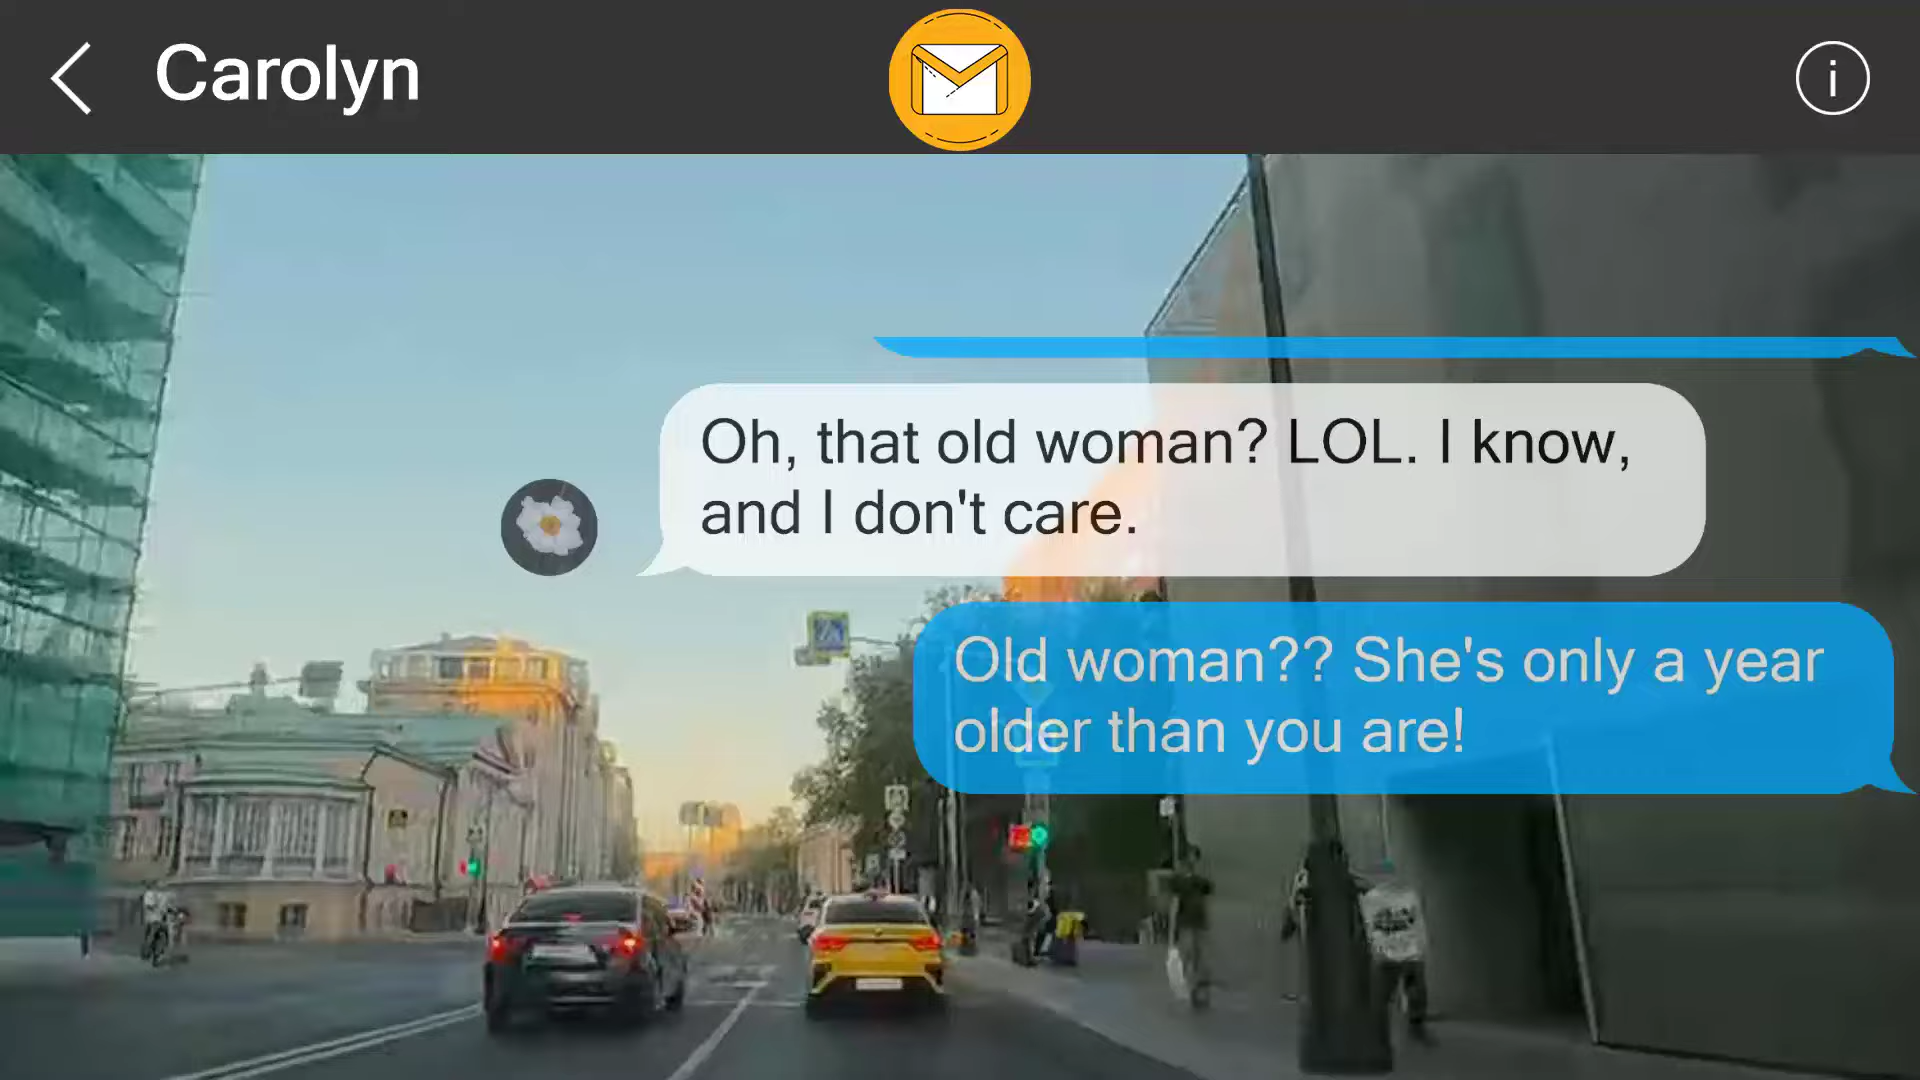 Carolyn
Oh, that old woman? LOL. I know,
and I don't care.
Old woman?? She's only a year
older than you are!